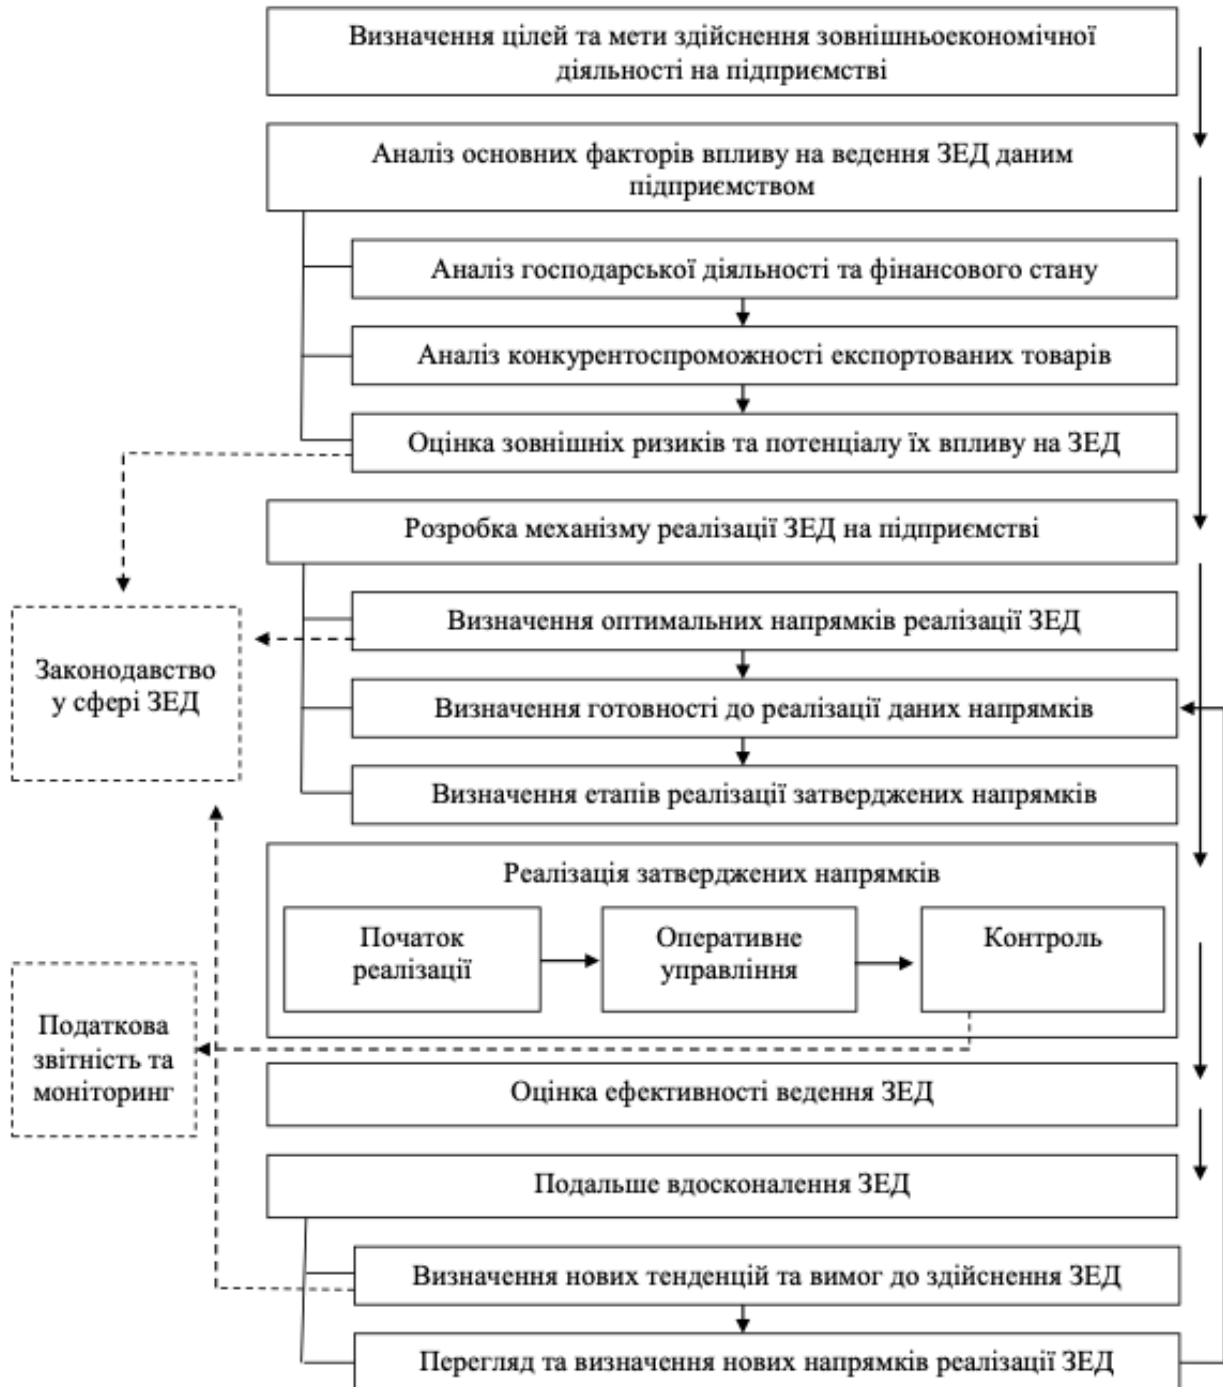 Визначення цілей та мети здійснення зовнішньоекономічної
діяльності на підприємстві
Аналіз основних факторів впливу на ведення ЗЕД даним
підприємством
Аналіз господарської діяльності та фінансового стану
Аналіз конкурентоспроможності експортованих товарів
Оцінка зовнішніх ризиків та потенціалу їх впливу на ЗЕД
Розробка механізму реалізації ЗЕД на підприємстві
Визначення оптимальних напрямків реалізації ЗЕД
Законодавство
у сфері ЗЕД
Визначення готовності до реалізації даних напрямків
Визначення етапів реалізації затверджених напрямків
Реалізація затверджених напрямків
Початок
реалізації
Оперативне
управління
Контроль
Податкова
звітність та
моніторинг
Оцінка ефективності ведення ЗЕД
Подальше вдосконалення ЗЕД
Визначення нових тенденцій та вимог до здійснення ЗЕД
Перегляд та визначення нових напрямків реалізації ЗЕД